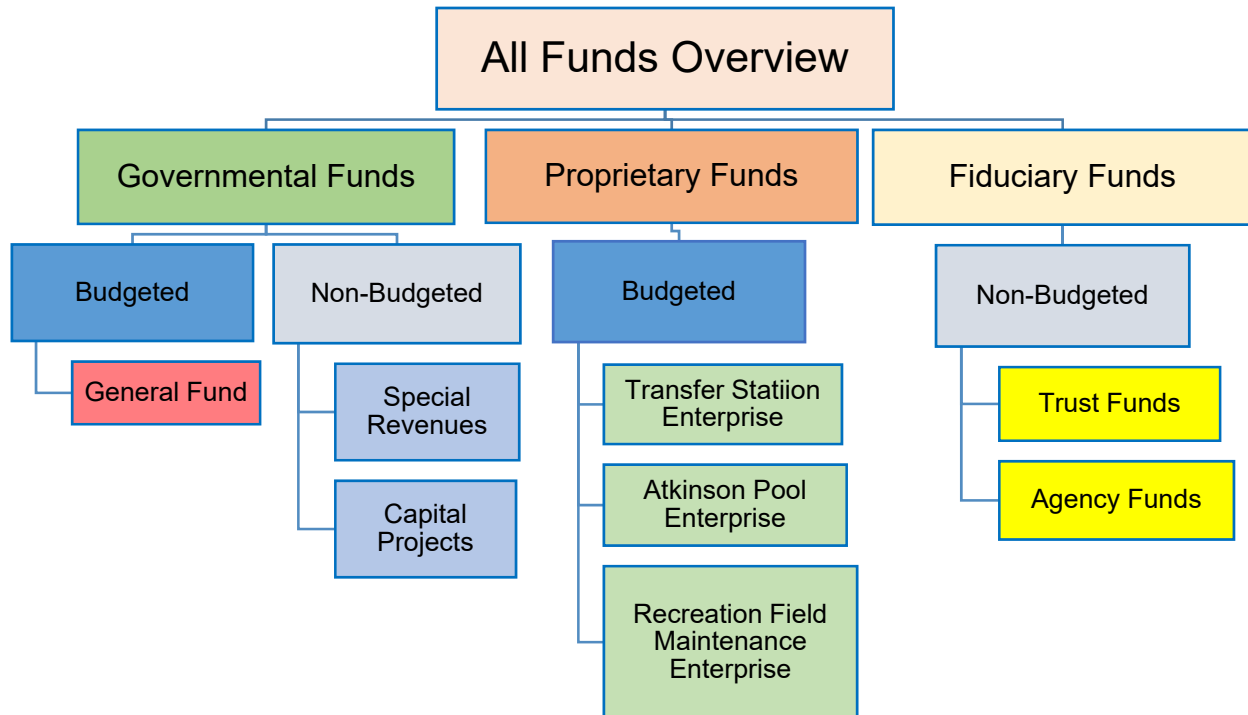 All Funds Overview
Governmental Funds
Proprietary Funds
Fiduciary Funds
Budgeted
Non-Budgeted
Budgeted
Non-Budgeted
General Fund
Special
Revenues
Capital
Projects
Transfer Statiion
Enterprise
Atkinson Pool
Enterprise
Recreation Field
Maintenance
Enterprise
Trust Funds
Agency Funds